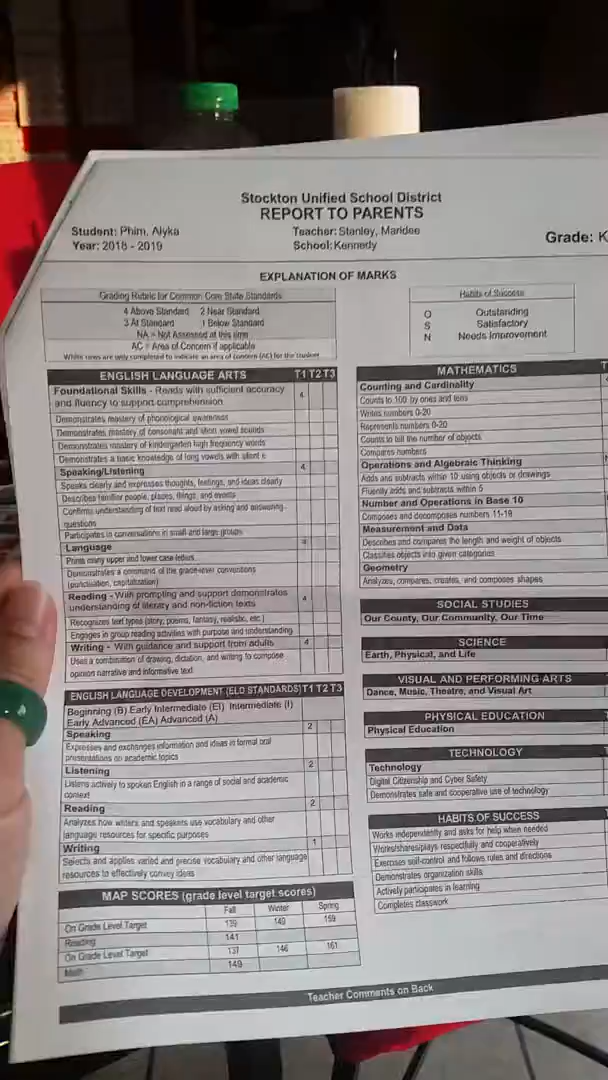 Stockton Unified School District
REPORT TO PARENTS
Student: Phim, Alyka
Teacher: Stanley, Maridee
Year: 2018 - 2019
School: Kennedy
Grade: K
EXPLANATION OF MARKS
Grading Rubric for Common Core State Standards
4 Above Standard 2 Near Standard
3 At Standard 1 Below Standard
NA = Not Assessed at this time
AC = Area of Concern if applicable
White rows are only completed to indicate an area of concern (AC) for the student
Habits of Success
O Outstanding
S Satisfactory
N Needs Improvement
ENGLISH LANGUAGE ARTS T1 T2 T3
Foundational Skills - Reads with sufficient accuracy 4
and fluency to support comprehension
Demonstrates mastery of phonological awareness
Demonstrates mastery of consonant and short vowel sounds
Demonstrates mastery of kindergarten high frequency words
Demonstrates a basic knowledge of long vowels with silent e
Speaking/Listening 4
Speaks clearly and expresses thoughts, feelings, and ideas clearly
Describes familiar people, places, things, and events
Confirms understanding of text read aloud by asking and answering
questions
Participates in conversations in small and large groups
Language
Prints many upper and lower case letters
Demonstrates a command of the grade-level conventions
(punctuation, capitalization)
Reading - With prompting and support demonstrates 4
understanding of literary and non-fiction texts
Recognizes text types (story, poems, fantasy, realistic, etc.)
Engages in group reading activities with purpose and understanding
Writing - With guidance and support from adults 4
Uses a combination of drawing, dictation, and writing to compose
opinion narrative and informative text
ENGLISH LANGUAGE DEVELOPMENT (ELD STANDARDS) T1 T2 T3
Beginning (B) Early Intermediate (EI) Intermediate (I)
Early Advanced (EA) Advanced (A)
Speaking 2
Expresses and exchanges information and ideas in formal oral
presentations on academic topics
Listening 2
Listens actively to spoken English in a range of social and academic
context
Reading 2
Analyzes how writers and speakers use vocabulary and other
language resources for specific purposes
Writing 1
Selects and applies varied and precise vocabulary and other language
resources to effectively convey ideas
MAP SCORES (grade level target scores)
Fall Winter Spring
On Grade Level Target 139 149 159
Reading 141
On Grade Level Target 137 146 161
Math 149
MATHEMATICS
Counting and Cardinality
Counts to 100 by ones and tens
Writes numbers 0-20
Represents numbers 0-20
Counts to tell the number of objects
Compares numbers
Operations and Algebraic Thinking
Adds and subtracts within 10 using objects or drawings
Fluently adds and subtracts within 5
Number and Operations in Base 10
Composes and decomposes numbers 11-19
Measurement and Data
Describes and compares the length and weight of objects
Classifies objects into given categories
Geometry
Analyzes, compares, creates, and composes shapes
SOCIAL STUDIES
Our County, Our Community, Our Time
SCIENCE
Earth, Physical, and Life
VISUAL AND PERFORMING ARTS
Dance, Music, Theatre, and Visual Art
PHYSICAL EDUCATION
Physical Education
TECHNOLOGY
Technology
Digital Citizenship and Cyber Safety
Demonstrates safe and cooperative use of technology
HABITS OF SUCCESS
Works independently and asks for help when needed
Works/shares/plays respectfully and cooperatively
Exercises self-control and follows rules and directions
Demonstrates organization skills
Actively participates in learning
Completes classwork
Teacher Comments on Back